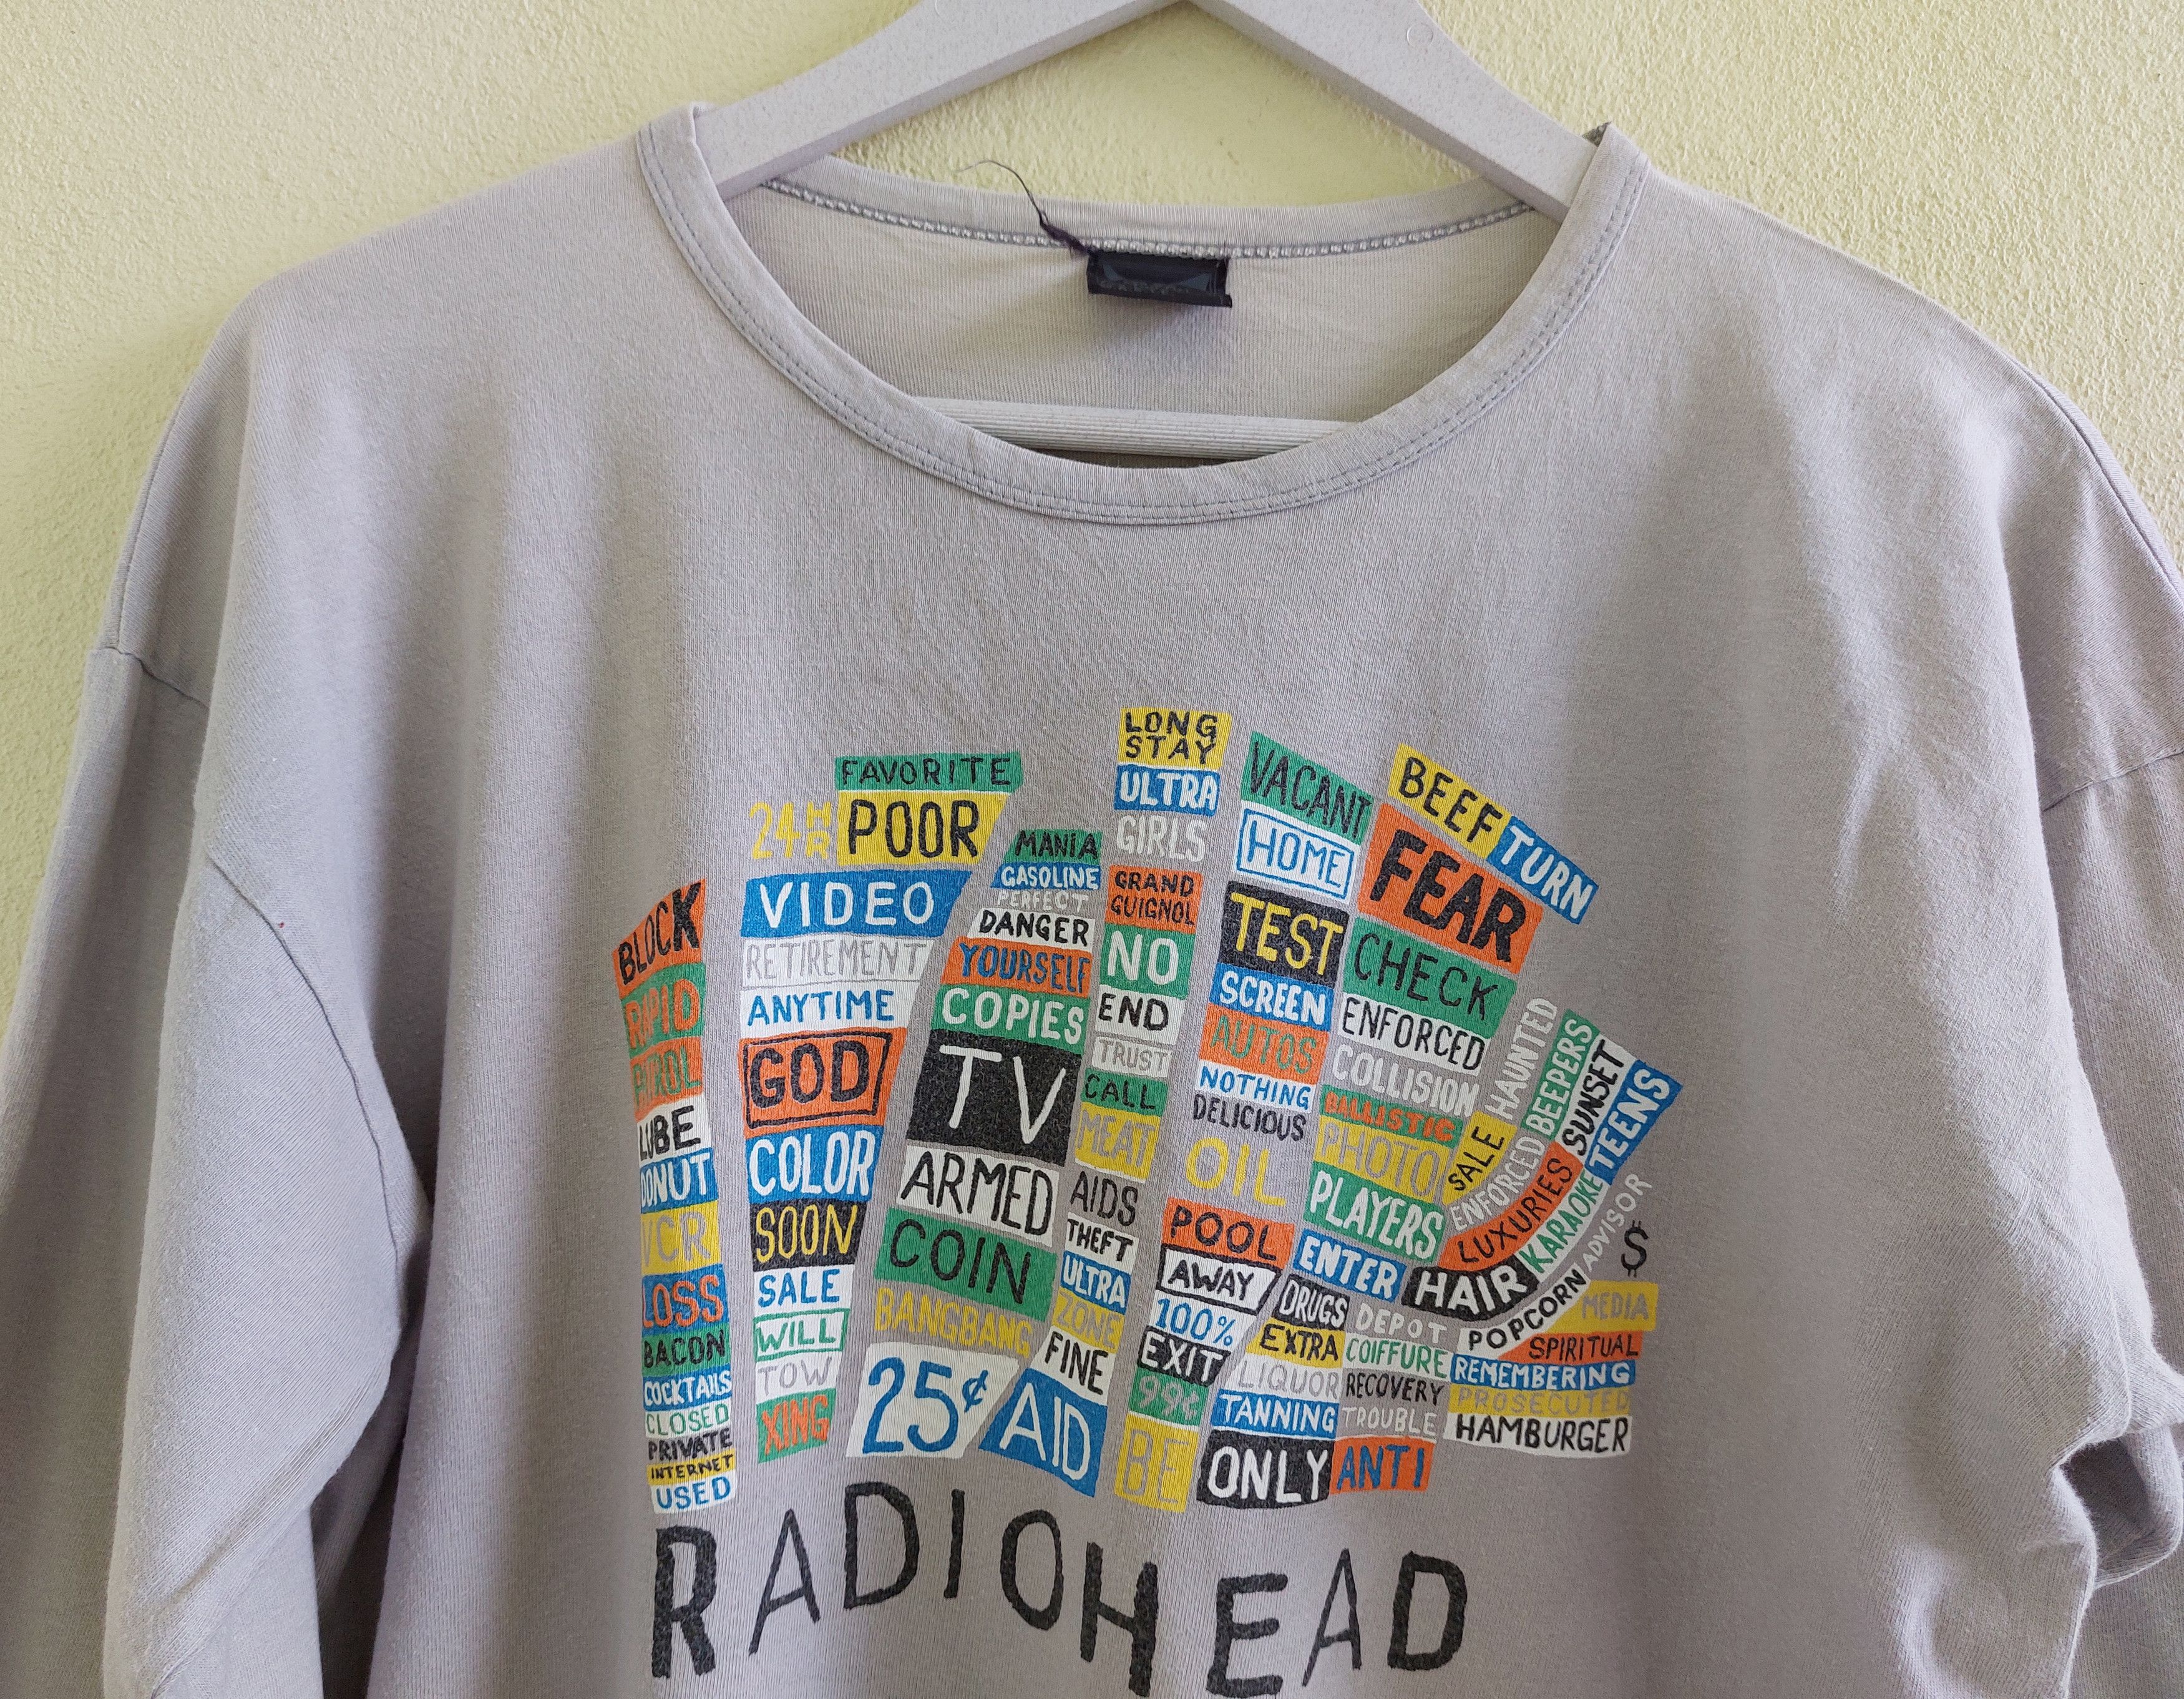 BLOCK
RAPID
PETROL
LUBE
DONUT
VCR
LOSS
BACON
COCKTAILS
CLOSED
PRIVATE
INTERNET
USED
FAVORITE
24HR POOR
VIDEO
RETIREMENT
ANYTIME
GOD
COLOR
SOON
SALE
WILL
TOW
XING
MANIA
GASOLINE
PERFECT
DANGER
YOURSELF
COPIES
TV
ARMED
COIN
BANGBANG
25¢
LONG
STAY
ULTRA
GIRLS
GRAND
GUIGNOL
NO
END
TRUST
CALL
MEAT
AIDS
THEFT
ULTRA
ZONE
FINE
AID
VACANT
HOME
TEST
SCREEN
AUTOS
NOTHING
DELICIOUS
OIL
POOL
AWAY
100%
EXIT
99¢
BE
BEEF TURN
FEAR
CHECK
ENFORCED
COLLISION
BALLISTIC
PHOTO
PLAYERS
ENTER
DRUGS
EXTRA
LIQUOR
TANNING
ONLY
DEPOT
COIFFURE
RECOVERY
TROUBLE
ANTI
SALE HAUNTED
ENFORCED BEEPERS
LUXURIES SUNSET
HAIR KARAOKE TEENS
POPCORN ADVISOR
$
MEDIA
SPIRITUAL
REMEMBERING
PROSECUTED
HAMBURGER
RADIOHEAD